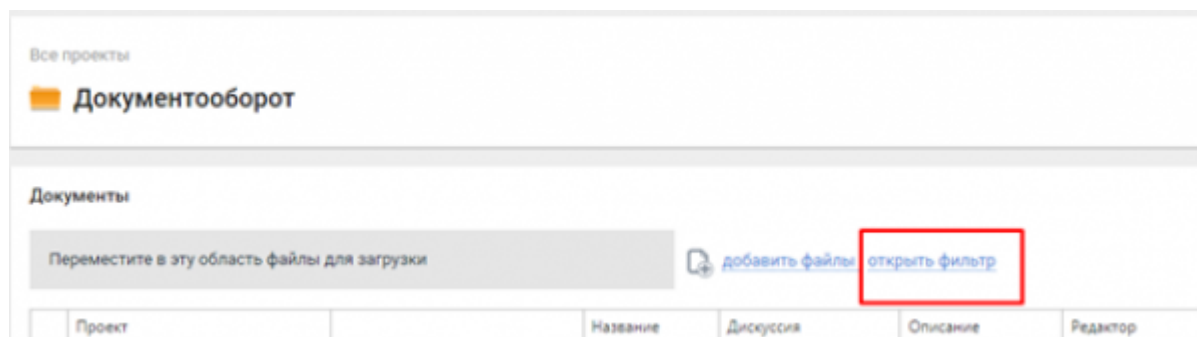 Все проекты
Документооборот
Документы
Переместите в эту область файлы для загрузки добавить файлы открыть фильтр
Проект Название Дискуссия Описание Редактор